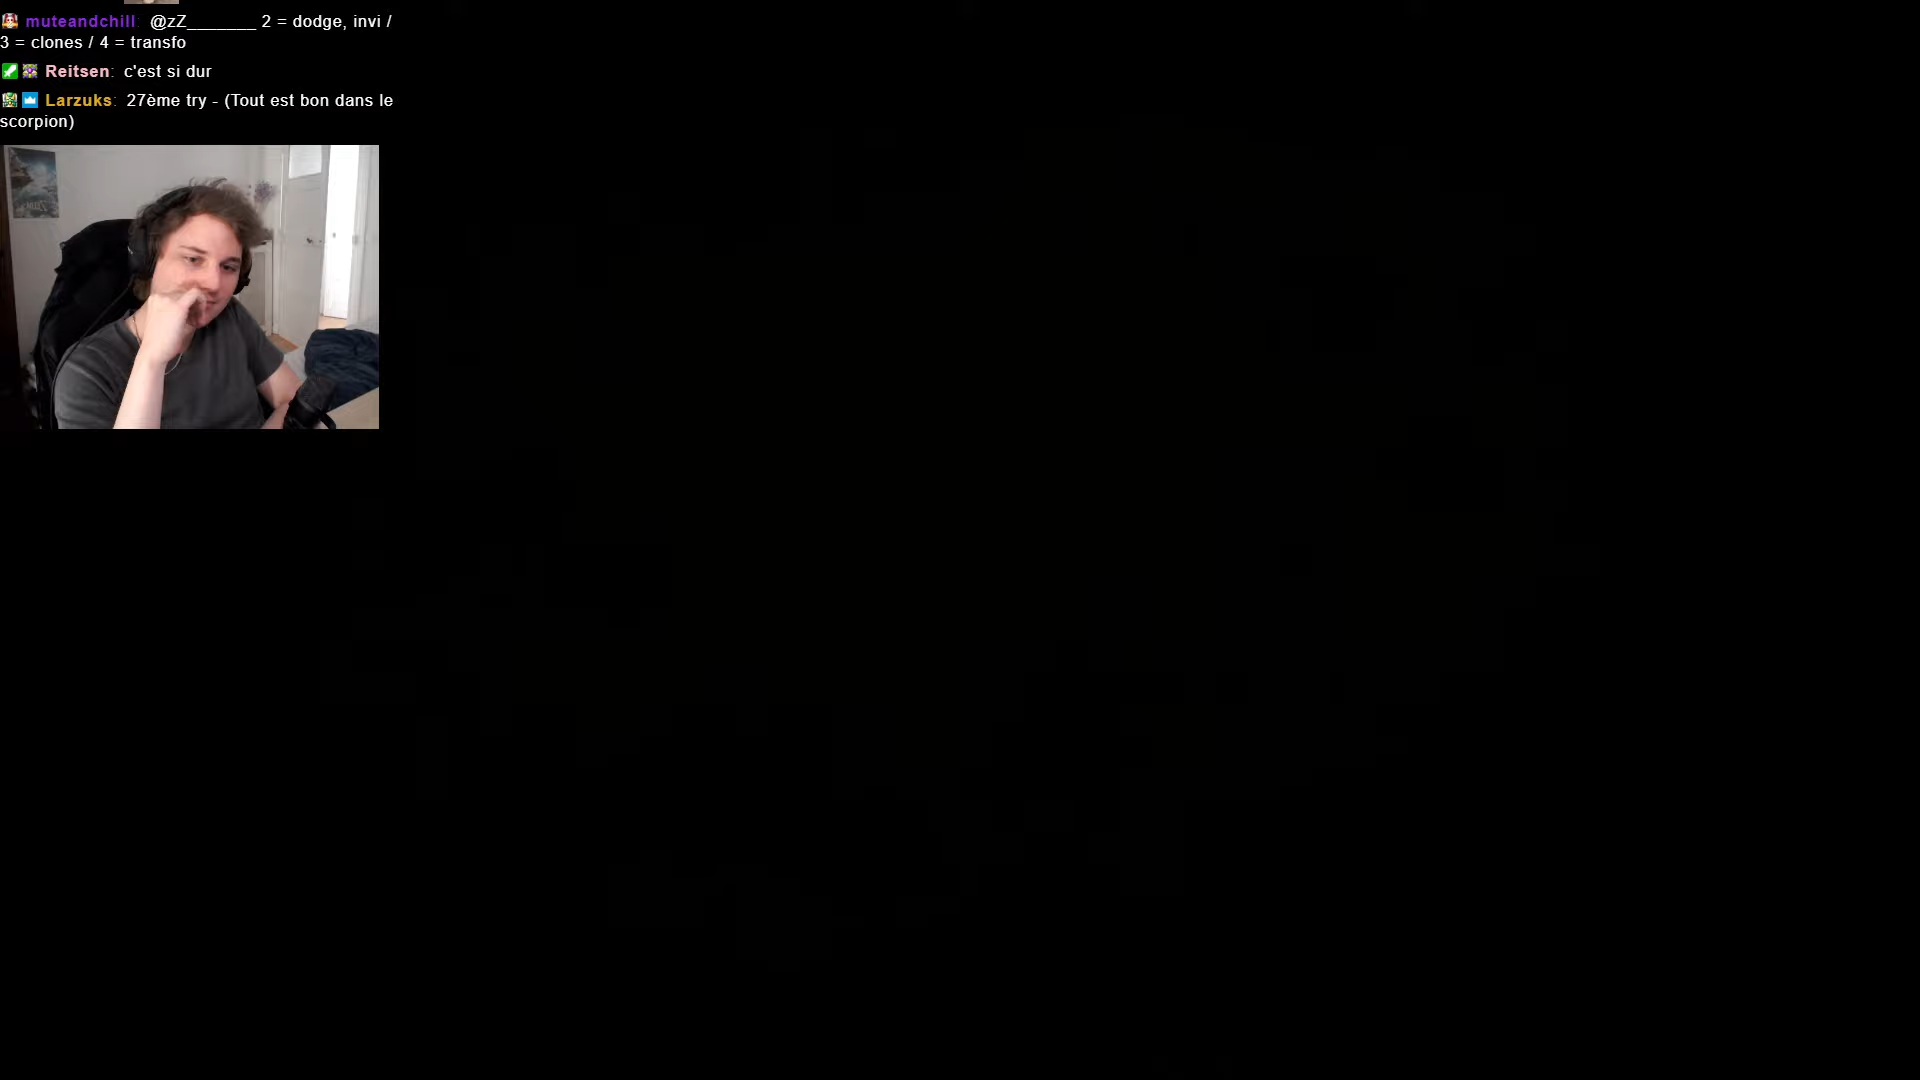 muteandchill: @zZ_______ 2 = dodge, invi /
3 = clones / 4 = transfo
Reitsen: c'est si dur
Larzuks: 27ème try - (Tout est bon dans le
scorpion)